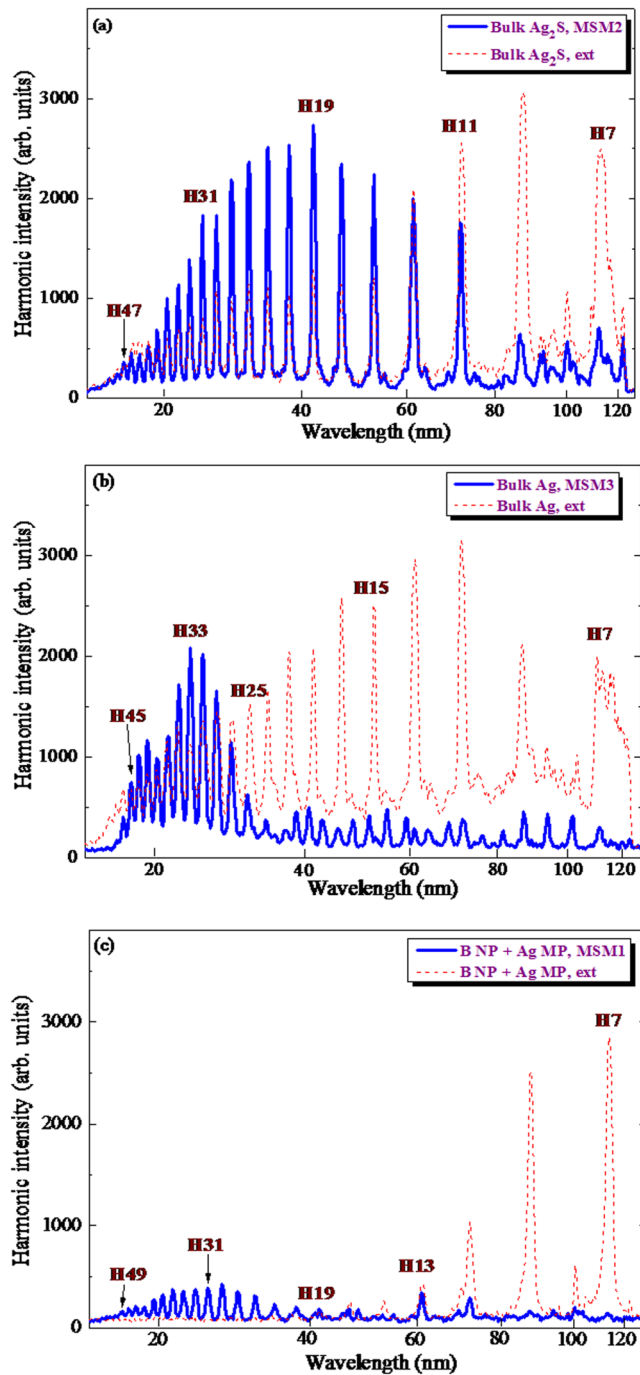 (a)
Bulk Ag₂S, MSM2
Bulk Ag₂S, ext
H19
H11
H7
H31
H47
3000
2000
1000
0
Harmonic intensity (arb. units)
20 40 60 80 100 120
Wavelength (nm)
(b)
Bulk Ag, MSM3
Bulk Ag, ext
H33
H15
H7
H25
H45
3000
2000
1000
0
Harmonic intensity (arb. units)
20 40 60 80 100 120
Wavelength (nm)
(c)
B NP + Ag MP, MSM1
B NP + Ag MP, ext
H7
H31
H49
H19
H13
3000
2000
1000
0
Harmonic intensity (arb. units)
20 40 60 80 100 120
Wavelength (nm)